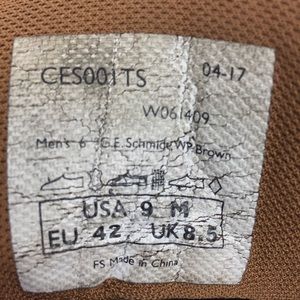 CES001TS 04-17
W061409
Men's 6" G.E. Schmidt WP Brown
USA 9 M
EU 42 UK 8.5
FS Made in China